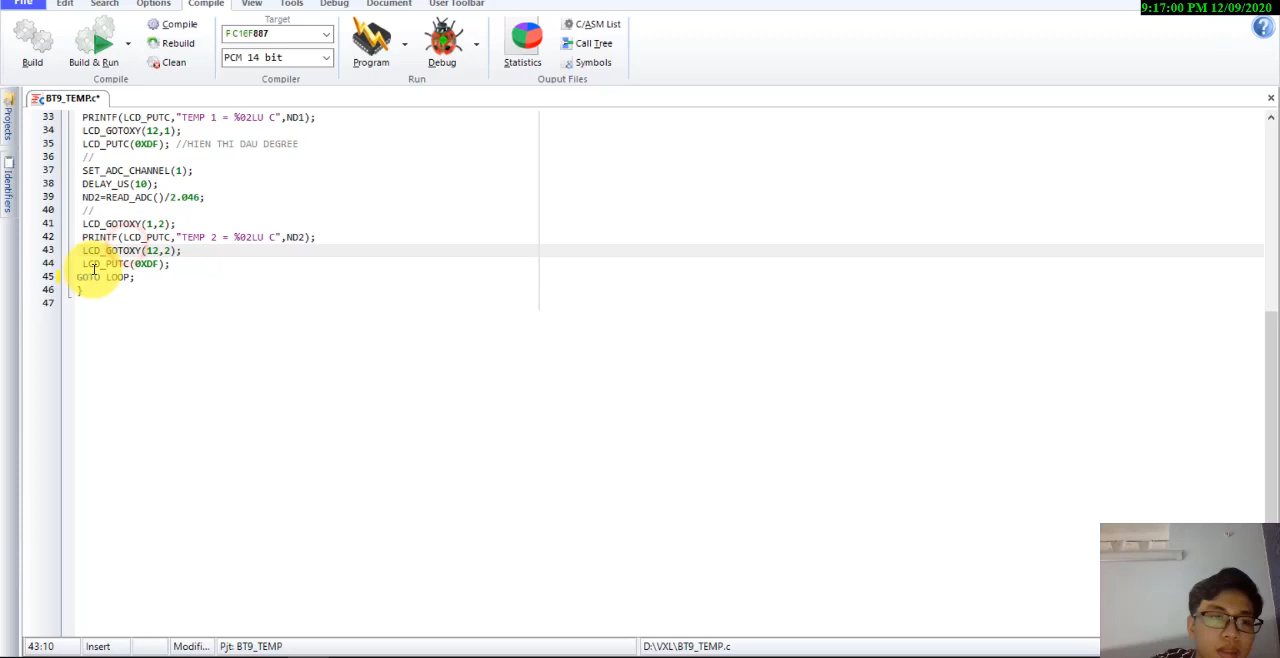 9:17:00 PM 12/09/2020
File Edit Search Options Compile View Tools Debug Document User Toolbar
Build
Build & Run
Compile
Rebuild
Clean
Compile
Target
PC16F887
PCM 14 bit
Compiler
Program
Debug
Run
Statistics
C/ASM List
Call Tree
Symbols
Ouput Files
Projects
Identifiers
BT9_TEMP.c*
33 PRINTF(LCD_PUTC,"TEMP 1 = %02LU C",ND1);
34 LCD_GOTOXY(12,1);
35 LCD_PUTC(0XDF); //HIEN THI DAU DEGREE
36 //
37 SET_ADC_CHANNEL(1);
38 DELAY_US(10);
39 ND2=READ_ADC()/2.046;
40 //
41 LCD_GOTOXY(1,2);
42 PRINTF(LCD_PUTC,"TEMP 2 = %02LU C",ND2);
43 LCD_GOTOXY(12,2);
44 LCD_PUTC(0XDF);
45 GOTO LOOP;
46 }
47
43:10 Insert Modifi... Pjt: BT9_TEMP D:\VXL\BT9_TEMP.c